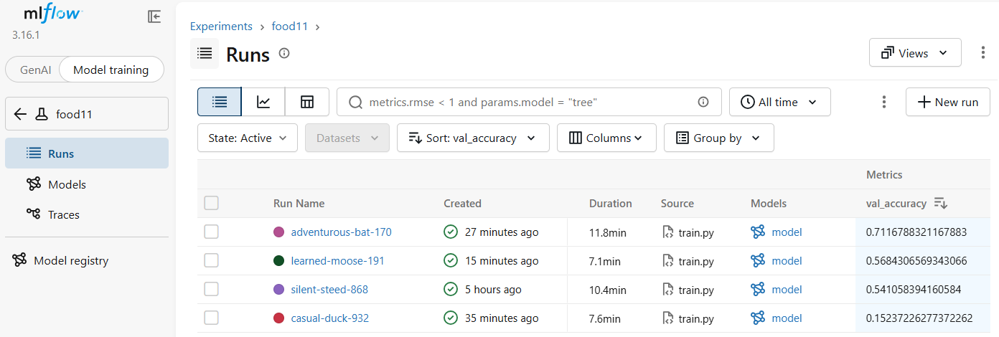 mlflow
3.16.1
GenAI Model training
food11
Runs
Models
Traces
Model registry
Experiments > food11 >
Runs
Views
metrics.rmse < 1 and params.model = "tree"
All time
New run
State: Active
Datasets
Sort: val_accuracy
Columns
Group by
Metrics
Run Name Created Duration Source Models val_accuracy
adventurous-bat-170 27 minutes ago 11.8min train.py model 0.7116788321167883
learned-moose-191 15 minutes ago 7.1min train.py model 0.5684306569343066
silent-steed-868 5 hours ago 10.4min train.py model 0.541058394160584
casual-duck-932 35 minutes ago 7.6min train.py model 0.15237226277372262